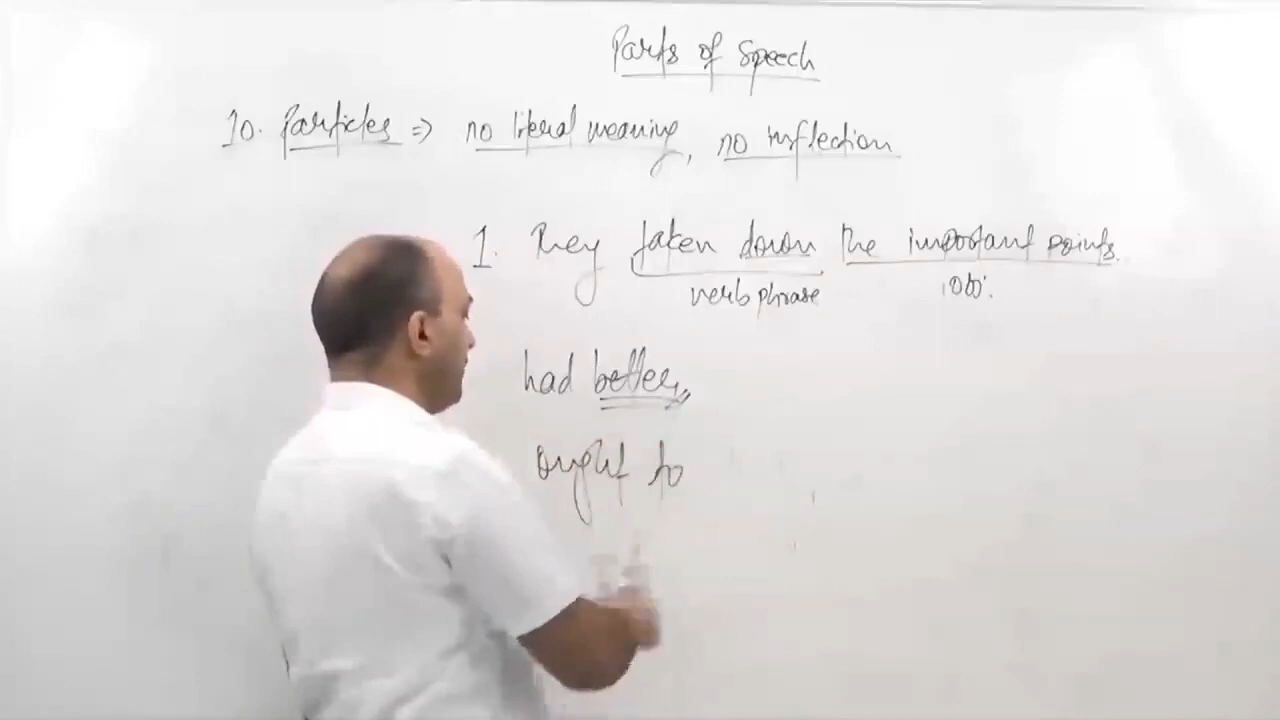 Parts of Speech
10. Particles ⇒ no literal meaning, no inflection
1. They taken down the important points.
verb phrase obj.
had better,
ought to